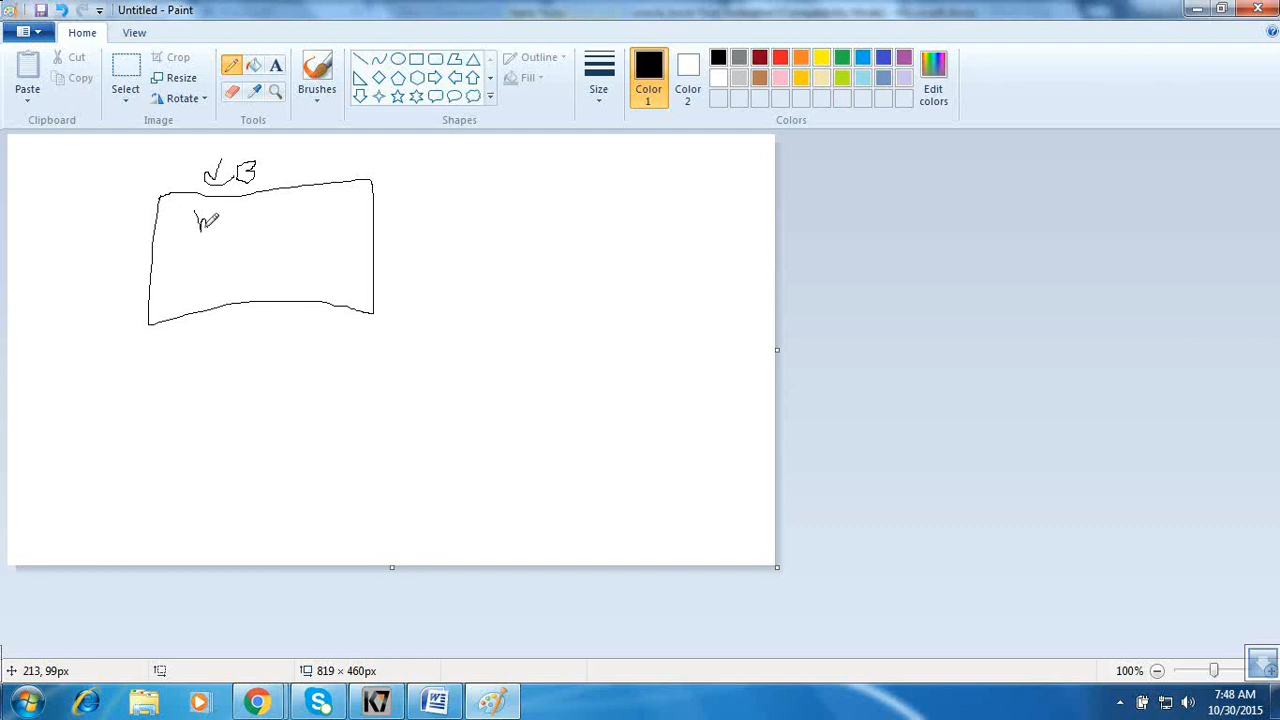 Untitled - Paint
Home View
Paste
Cut
Copy
Clipboard
Select
Crop
Resize
Rotate
Image
Tools
Brushes
Shapes
Outline
Fill
Size
Color 1
Color 2
Edit colors
Colors
213, 99px
819 × 460px
100%
7:48 AM
10/30/2015